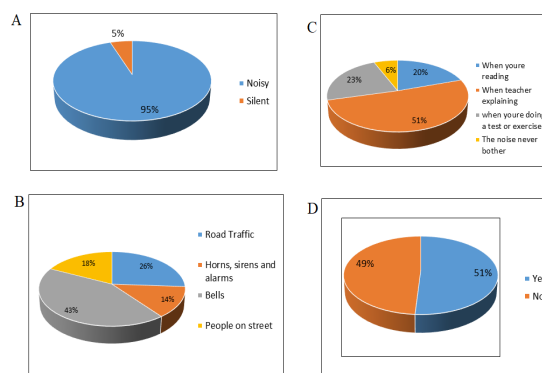 A
5%
95%
Noisy
Silent
C
20%
51%
23%
6%
When youre
reading
When teacher
explaining
when youre doing
a test or exercise
The noise never
bother
B
26%
14%
43%
18%
Road Traffic
Horns, sirens and
alarms
Bells
People on street
D
49%
51%
Ye
No